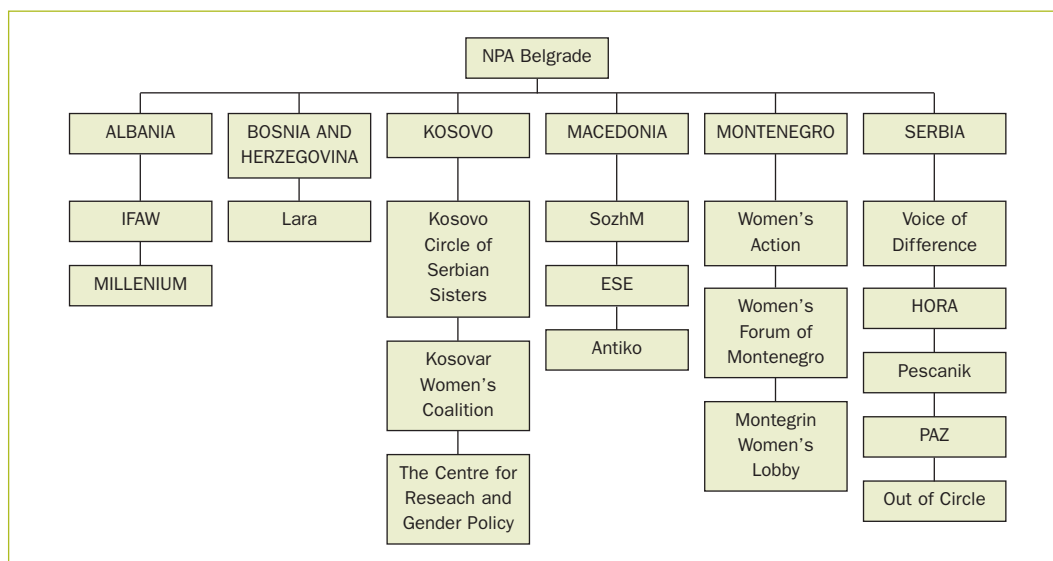 NPA Belgrade
ALBANIA
BOSNIA AND
HERZEGOVINA
KOSOVO
MACEDONIA
MONTENEGRO
SERBIA
IFAW
MILLENIUM
Lara
Kosovo
Circle of
Serbian
Sisters
Kosovar
Women's
Coalition
The Centre for
Reseach and
Gender Policy
SozhM
ESE
Antiko
Women's
Action
Women's
Forum of
Montenegro
Montegrin
Women's
Lobby
Voice of
Difference
HORA
Pescanik
PAZ
Out of Circle